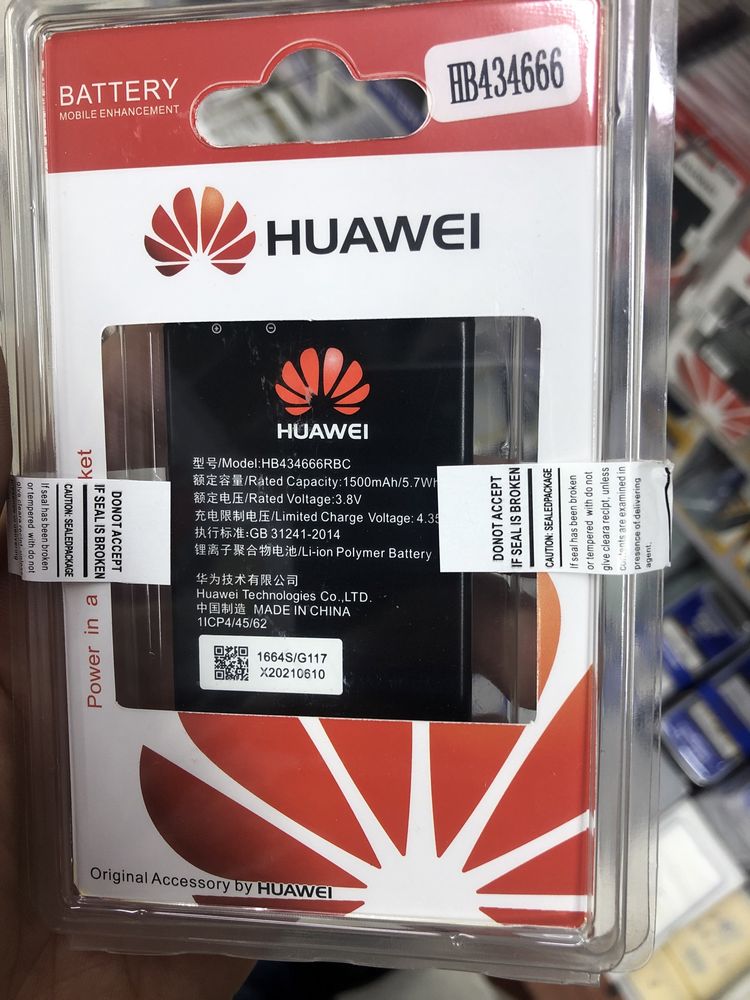 BATTERY
MOBILE ENHANCEMENT
HB434666
HUAWEI
HUAWEI
型号/Model:HB434666RBC
额定容量/Rated Capacity:1500mAh/5.7Wh
额定电压/Rated Voltage:3.8V
充电限制电压/Limited Charge Voltage: 4.35
执行标准:GB 31241-2014
锂离子聚合物电池/Li-ion Polymer Battery
华为技术有限公司
Huawei Technologies Co.,LTD.
中国制造 MADE IN CHINA
1ICP4/45/62
1664S/G117
X20210610
Power in a
ket
DONOT ACCEPT
IF SEAL IS BROKEN
CAUTION: SEALEDPACKAGE
If seal has been broken
or tempered with do not
DONOT ACCEPT
IF SEAL IS BROKEN
CAUTION: SEALEDPACKAGE
If seal has been broken
or tempered with do not
give cleara recipt, unless
are examined in
presence of delivering
agent.
Original Accessory by HUAWEI